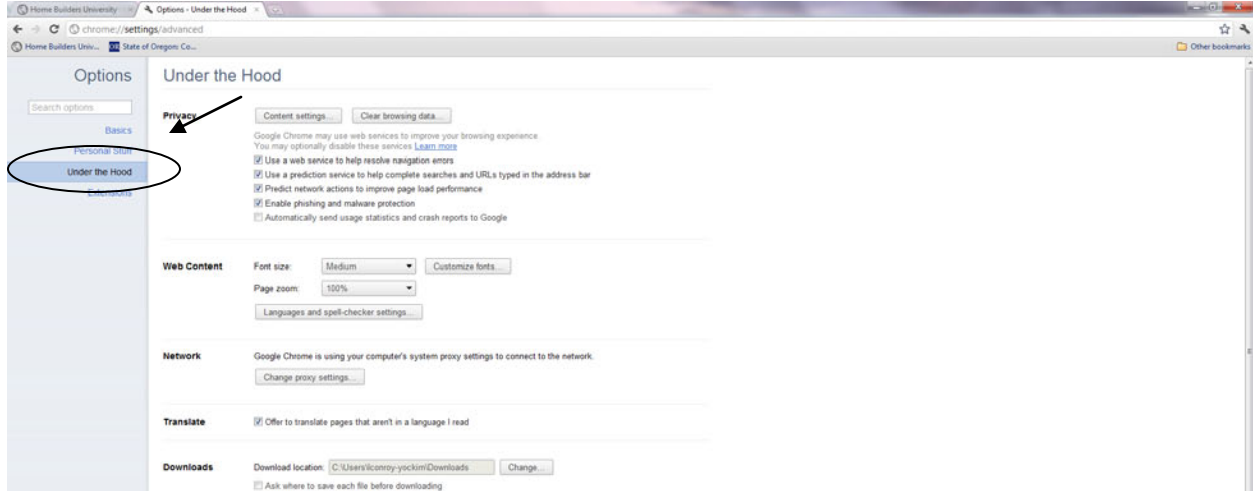 Home Builders University × Options - Under the Hood ×
chrome://settings/advanced
Home Builders Univ... State of Oregon: Co... Other bookmarks
Options
Search options
Basics
Personal Stuff
Under the Hood
Extensions
Under the Hood
Privacy Content settings... Clear browsing data...
Google Chrome may use web services to improve your browsing experience.
You may optionally disable these services. Learn more
Use a web service to help resolve navigation errors
Use a prediction service to help complete searches and URLs typed in the address bar
Predict network actions to improve page load performance
Enable phishing and malware protection
Automatically send usage statistics and crash reports to Google
Web Content Font size: Medium Customize fonts...
Page zoom: 100%
Languages and spell-checker settings...
Network Google Chrome is using your computer's system proxy settings to connect to the network.
Change proxy settings...
Translate Offer to translate pages that aren't in a language I read
Downloads Download location: C:\Users\lconroy-yockim\Downloads Change...
Ask where to save each file before downloading